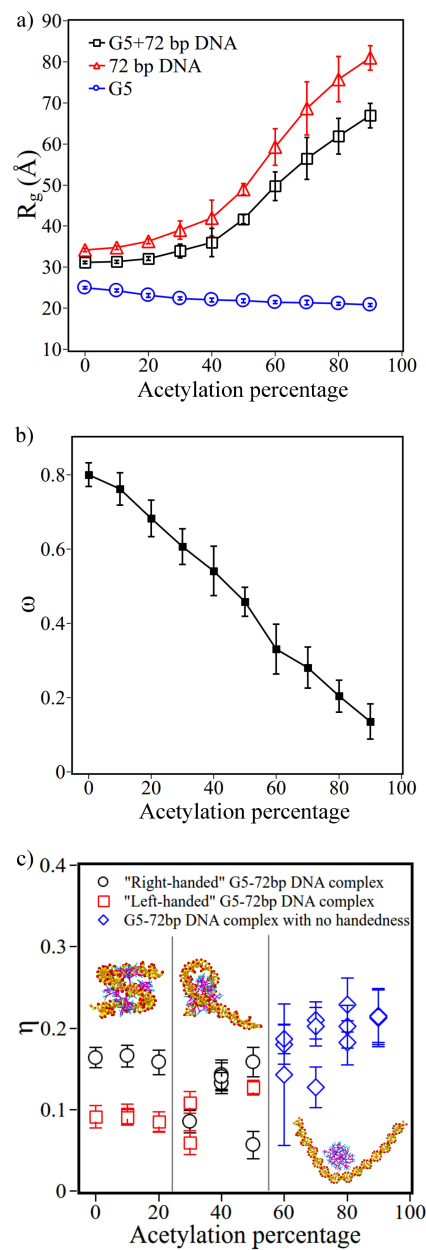 a)
90
80
70
60
50
40
30
20
10
R_g (Å)
G5+72 bp DNA
72 bp DNA
G5
0 20 40 60 80 100
Acetylation percentage
b)
0.8
0.6
0.4
0.2
0
ω
0 20 40 60 80 100
Acetylation percentage
c)
0.4
0.3
0.2
0.1
0
η
"Right-handed" G5-72bp DNA complex
"Left-handed" G5-72bp DNA complex
G5-72bp DNA complex with no handedness
0 20 40 60 80 100
Acetylation percentage